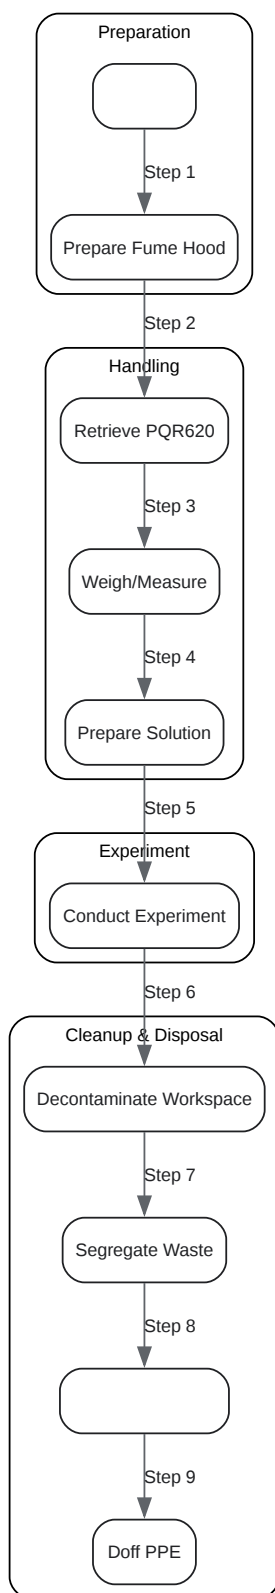 Preparation
Step 1
Prepare Fume Hood
Step 2
Handling
Retrieve PQR620
Step 3
Weigh/Measure
Step 4
Prepare Solution
Step 5
Experiment
Conduct Experiment
Step 6
Cleanup & Disposal
Decontaminate Workspace
Step 7
Segregate Waste
Step 8
Step 9
Doff PPE